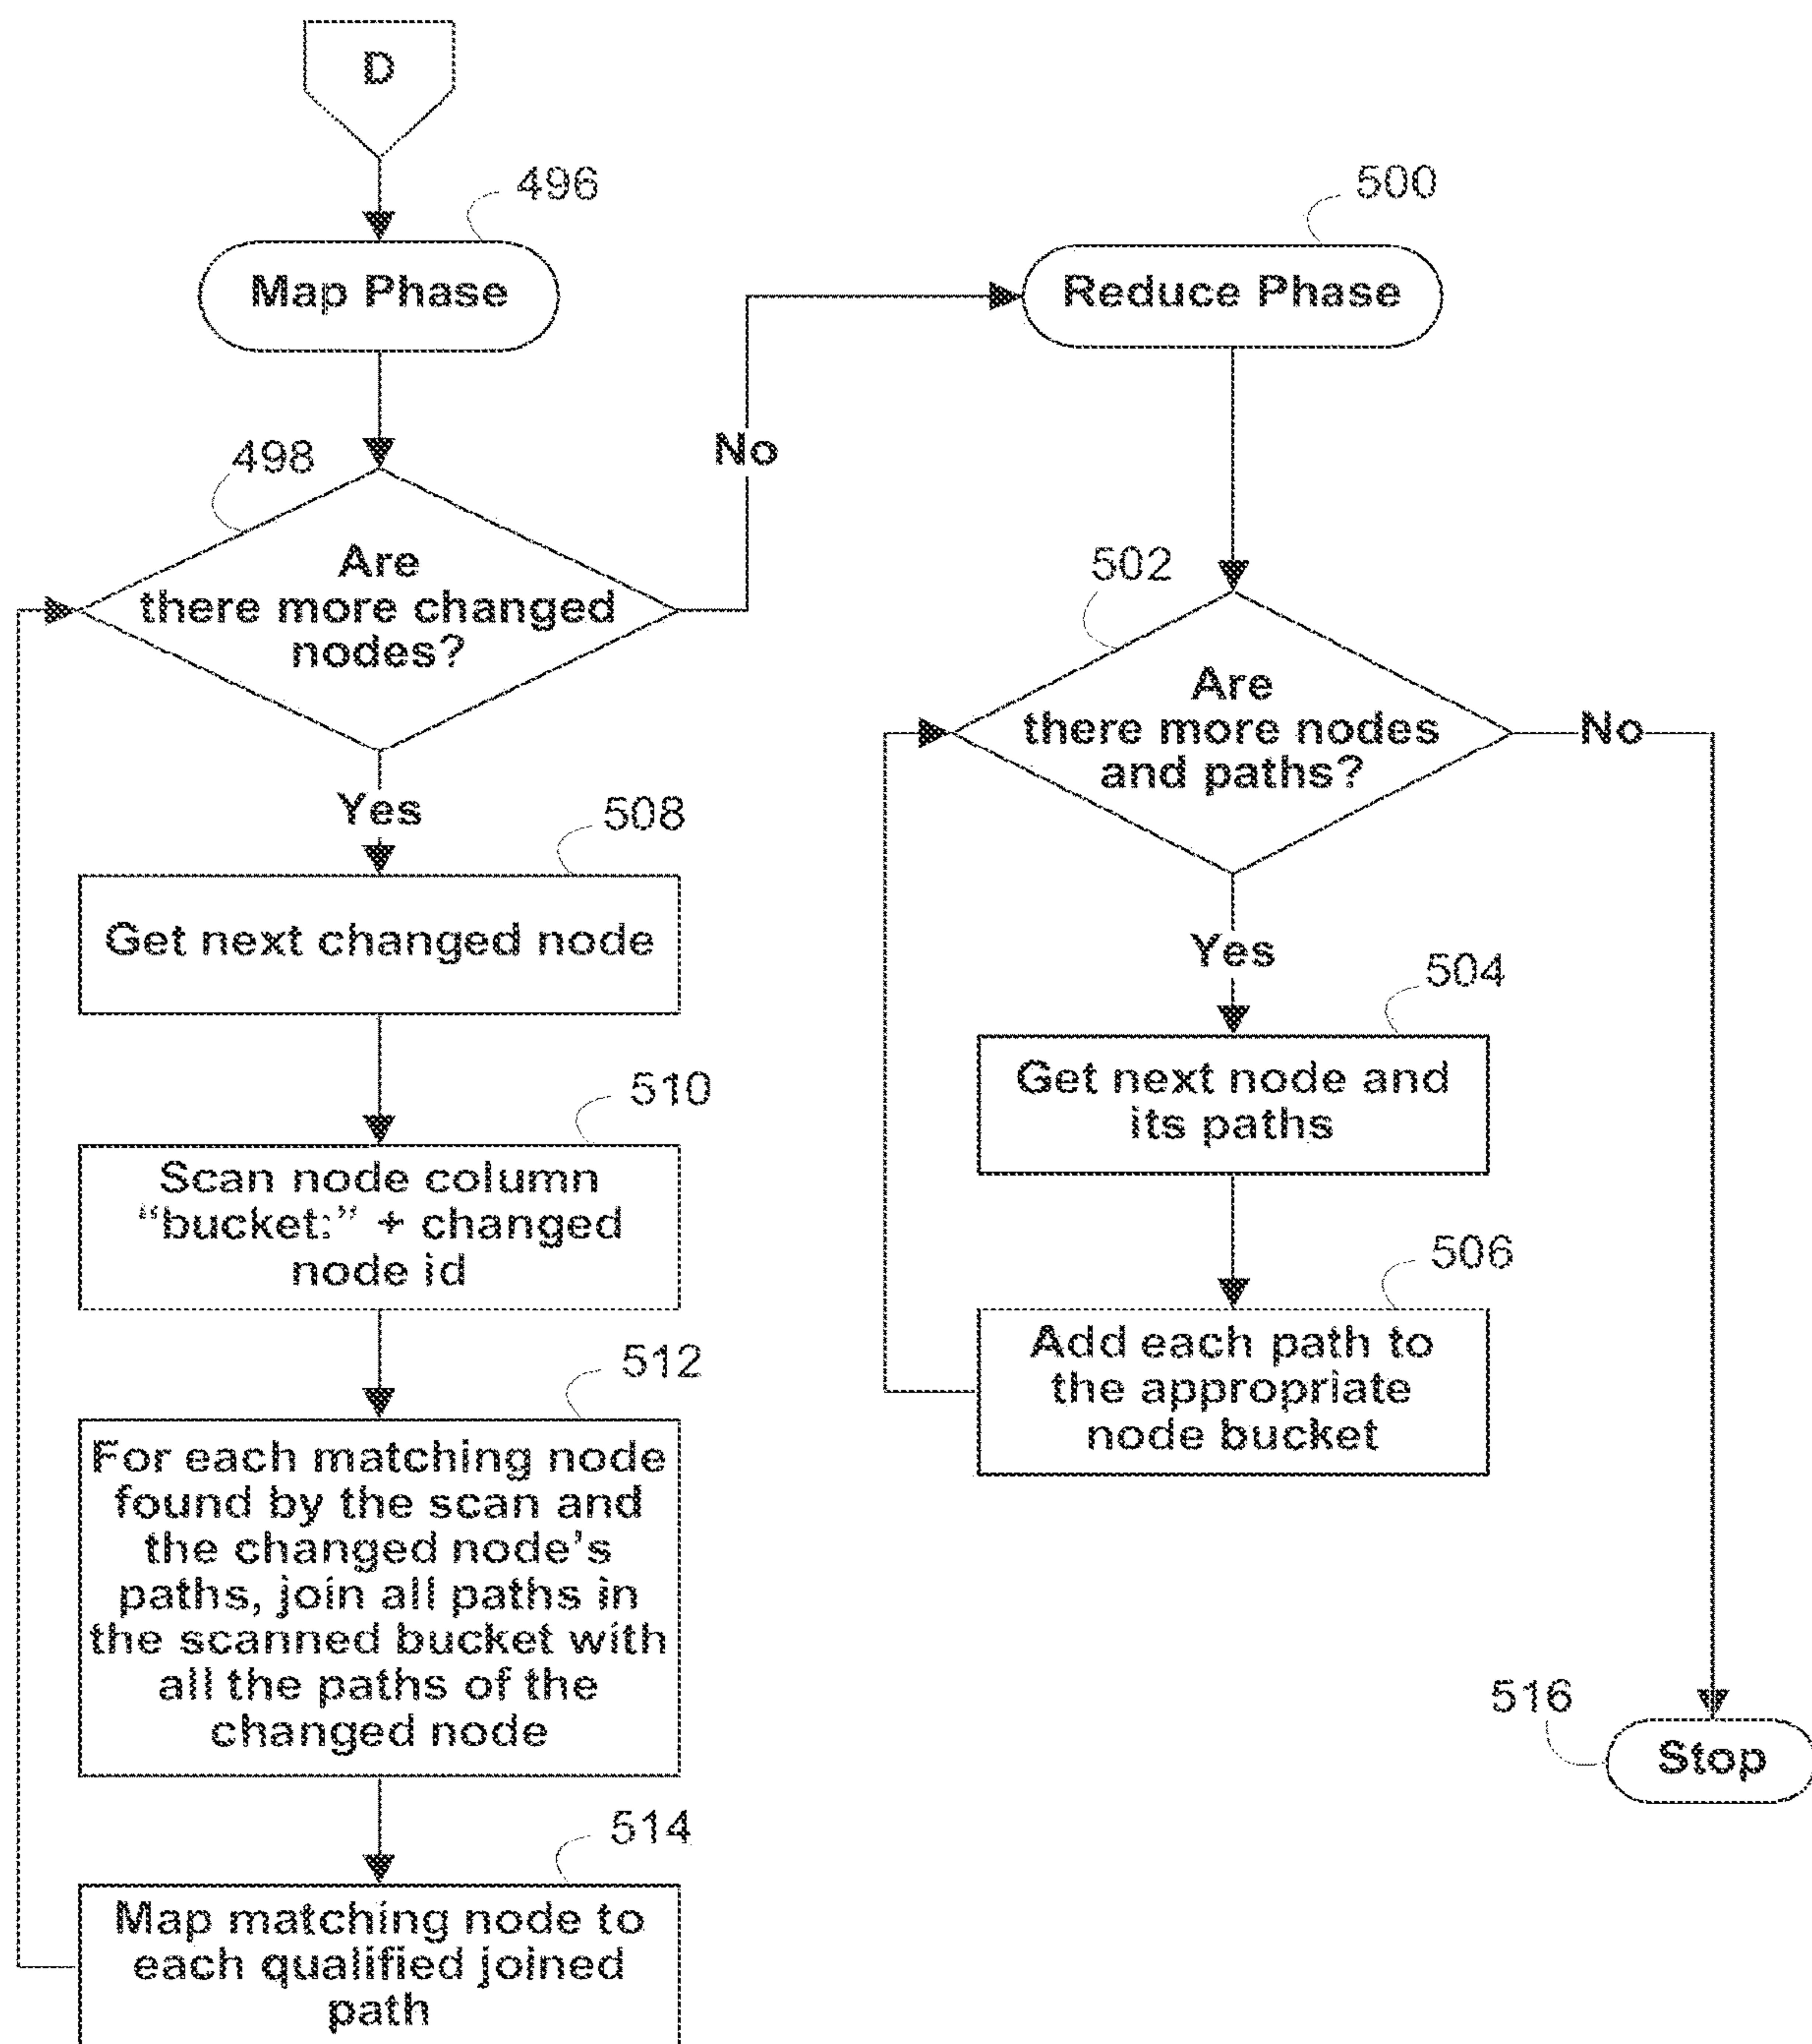 D
496
Map Phase
498
Are
there more changed
nodes?
No
Yes
508
Get next changed node
510
Scan node column
“bucket:” + changed
node id
512
For each matching node
found by the scan and
the changed node’s
paths, join all paths in
the scanned bucket with
all the paths of the
changed node
514
Map matching node to
each qualified joined
path
500
Reduce Phase
502
Are
there more nodes
and paths?
No
Yes
504
Get next node and
its paths
506
Add each path to
the appropriate
node bucket
516
Stop